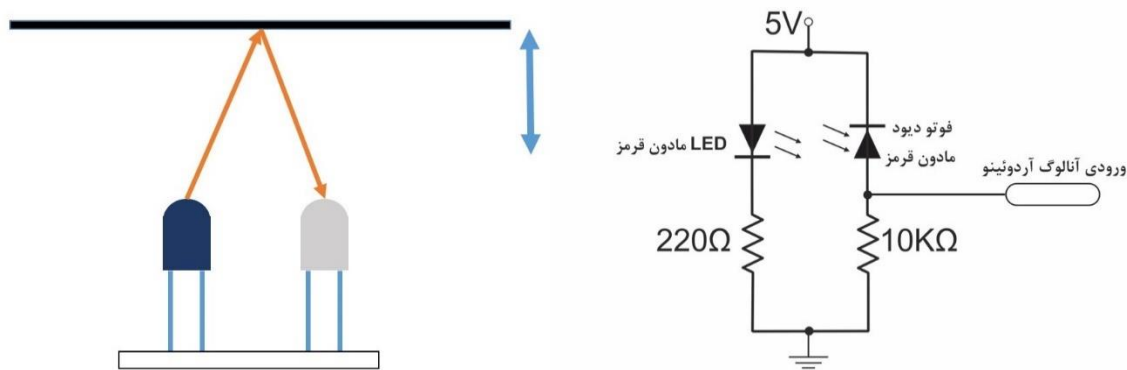 5V
LED مادون قرمز
فوتو دیود
مادون قرمز
ورودی آنالوگ آردوئینو
220Ω
10KΩ